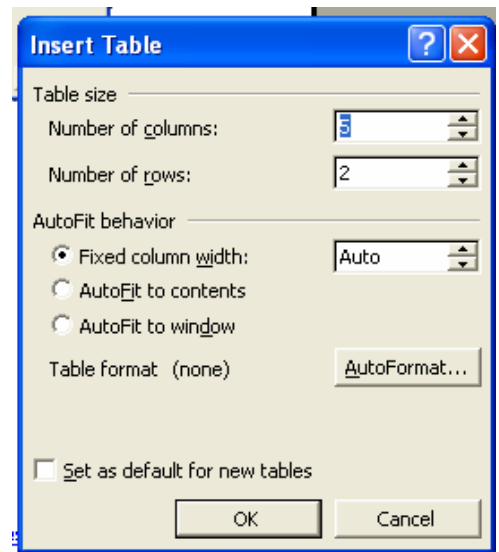 Insert Table
Table size
Number of columns: 5
Number of rows: 2
AutoFit behavior
Fixed column width: Auto
AutoFit to contents
AutoFit to window
Table format (none) AutoFormat...
Set as default for new tables
OK Cancel